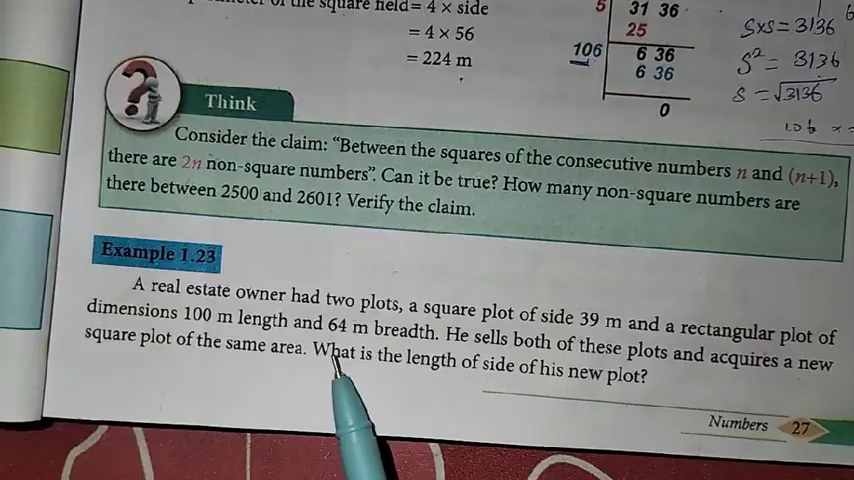 of the square field = 4 × side
= 4 × 56
= 224 m
5 31 36
25
106 6 36
6 36
0
S×S = 3136
S² = 3136
S = √3136
106 ×
Think
Consider the claim: “Between the squares of the consecutive numbers n and (n+1),
there are 2n non-square numbers”. Can it be true? How many non-square numbers are
there between 2500 and 2601? Verify the claim.
Example 1.23
A real estate owner had two plots, a square plot of side 39 m and a rectangular plot of
dimensions 100 m length and 64 m breadth. He sells both of these plots and acquires a new
square plot of the same area. What is the length of side of his new plot?
Numbers 27